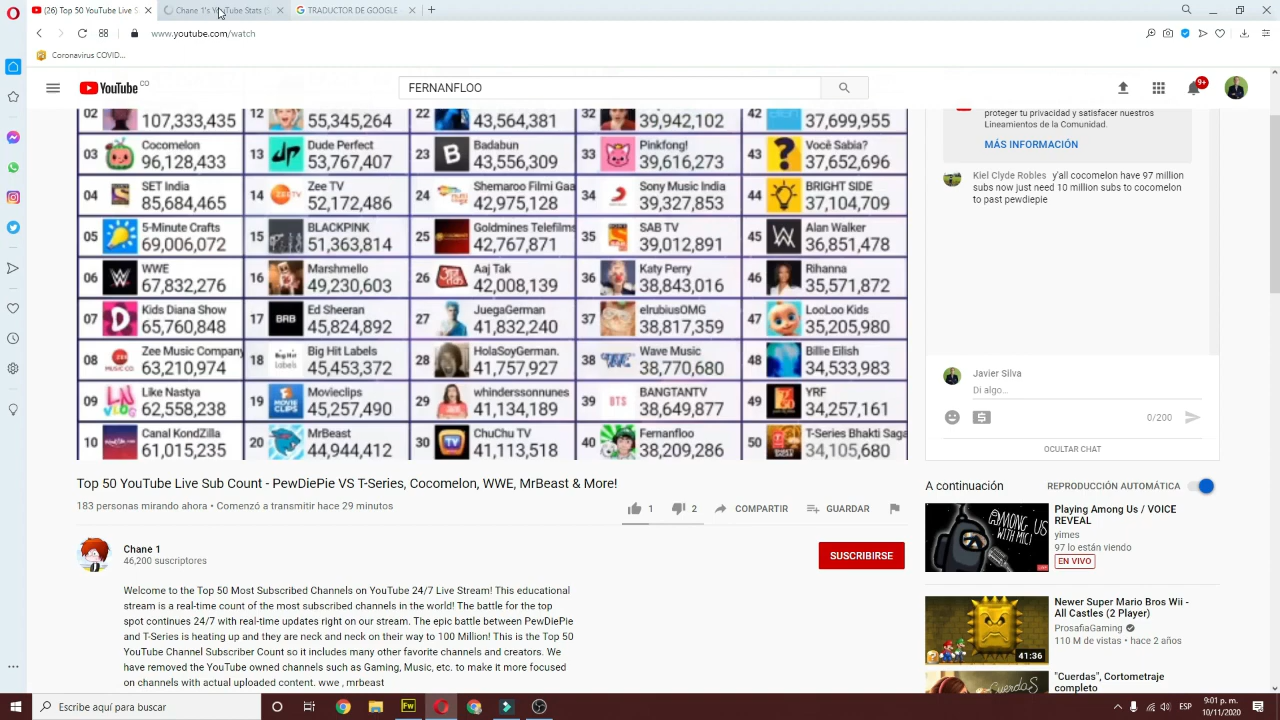 (26) Top 50 YouTube Live S
Chane 1's YouTube Stats (S
TRADUCTOR DE GOOGLE
www.youtube.com/watch
Coronavirus COVID...
YouTube CO
FERNANFLOO
9+
02 107,333,435
12 55,345,264
22 43,564,381
32 39,942,102
42 37,699,955
03 Cocomelon 96,128,433
13 Dude Perfect 53,767,407
23 Badabun 43,556,309
33 Pinkfong! 39,616,273
43 Você Sabia? 37,652,696
04 SET India 85,684,465
14 Zee TV 52,172,486
24 Shemaroo Filmi Gaa 42,975,128
34 Sony Music India 39,327,853
44 BRIGHT SIDE 37,104,709
05 5-Minute Crafts 69,006,072
15 BLACKPINK 51,363,814
25 Goldmines Telefilms 42,767,871
35 SAB TV 39,012,891
45 Alan Walker 36,851,478
06 WWE 67,832,276
16 Marshmello 49,230,603
26 Aaj Tak 42,008,139
36 Katy Perry 38,843,016
46 Rihanna 35,571,872
07 Kids Diana Show 65,760,848
17 Ed Sheeran 45,824,892
27 JuegaGerman 41,832,240
37 elrubiusOMG 38,817,359
47 LooLoo Kids 35,205,980
08 Zee Music Company 63,210,974
18 Big Hit Labels 45,453,372
28 HolaSoyGerman. 41,757,927
38 Wave Music 38,770,680
48 Billie Eilish 34,533,983
09 Like Nastya 62,558,238
19 Movieclips 45,257,490
29 whinderssonnunes 41,134,189
39 BANGTANTV 38,649,877
49 YRF 34,257,161
10 Canal KondZilla 61,015,235
20 MrBeast 44,944,412
30 ChuChu TV 41,113,518
40 Fernanfloo 38,209,286
50 T-Series Bhakti Saga 34,105,680
proteger tu privacidad y satisfacer nuestros
Lineamientos de la Comunidad.
MÁS INFORMACIÓN
Kiel Clyde Robles y'all cocomelon have 97 million
subs now just need 10 million subs to cocomelon
to past pewdiepie
Javier Silva
Di algo...
0/200
OCULTAR CHAT
Top 50 YouTube Live Sub Count - PewDiePie VS T-Series, Cocomelon, WWE, MrBeast & More!
183 personas mirando ahora • Comenzó a transmitir hace 29 minutos
1
2
COMPARTIR
GUARDAR
Chane 1
46,200 suscriptores
SUSCRIBIRSE
Welcome to the Top 50 Most Subscribed Channels on YouTube 24/7 Live Stream! This educational
stream is a real-time count of the most subscribed channels in the world! The battle for the top
spot continues 24/7 with real-time updates right on our stream. The epic battle between PewDiePie
and T-Series is heating up and they are neck and neck on their way to 100 Million! This is the Top 50
YouTube Channel Subscriber Count so it includes many other favorite channels and creators. We
have removed the YouTube owned channels such as Gaming, Music, etc. to make it more focused
on channels with actual uploaded content. wwe , mrbeast
A continuación
REPRODUCCIÓN AUTOMÁTICA
AMONG US
WITH MIC!
Playing Among Us / VOICE
REVEAL
yimes
97 lo están viendo
EN VIVO
41:36
Newer Super Mario Bros Wii -
All Castles (2 Player)
ProsafiaGaming
110 M de vistas • hace 2 años
"Cuerdas", Cortometraje
completo
Escribe aquí para buscar
Fw
ESP
9:01 p. m.
10/11/2020